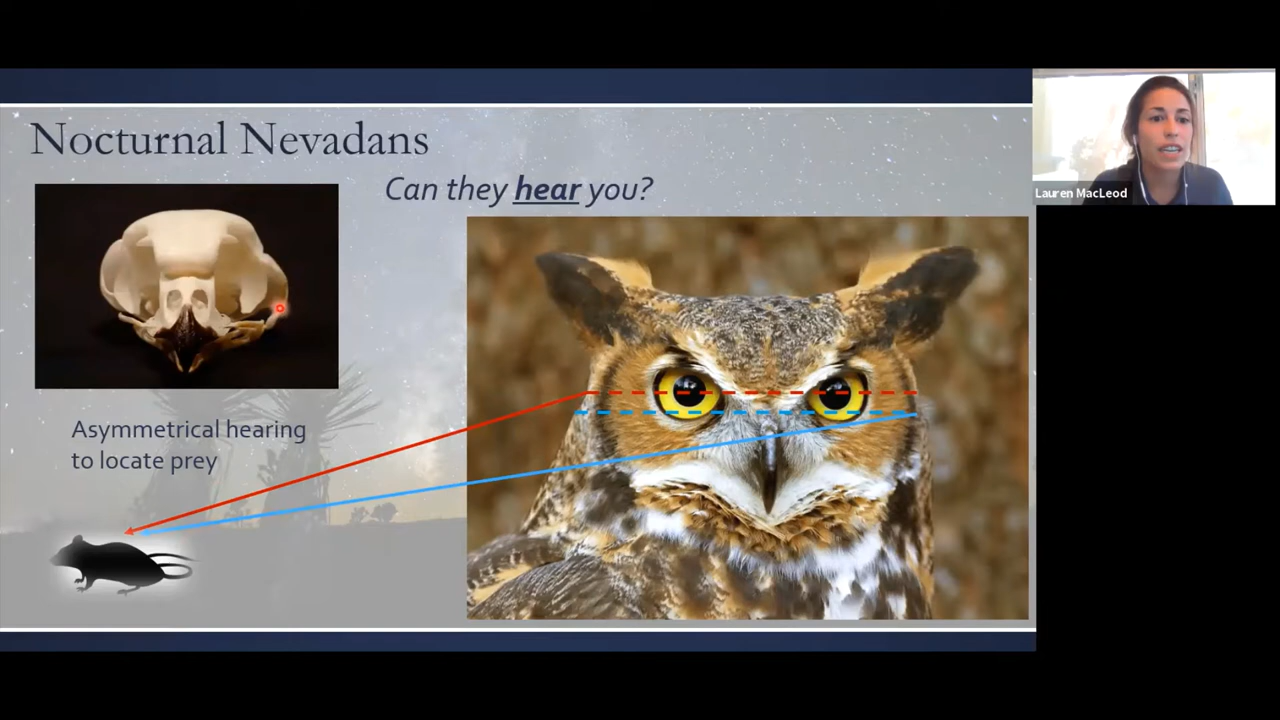 Nocturnal Nevadans
Can they hear you?
Asymmetrical hearing
to locate prey
Lauren MacLeod